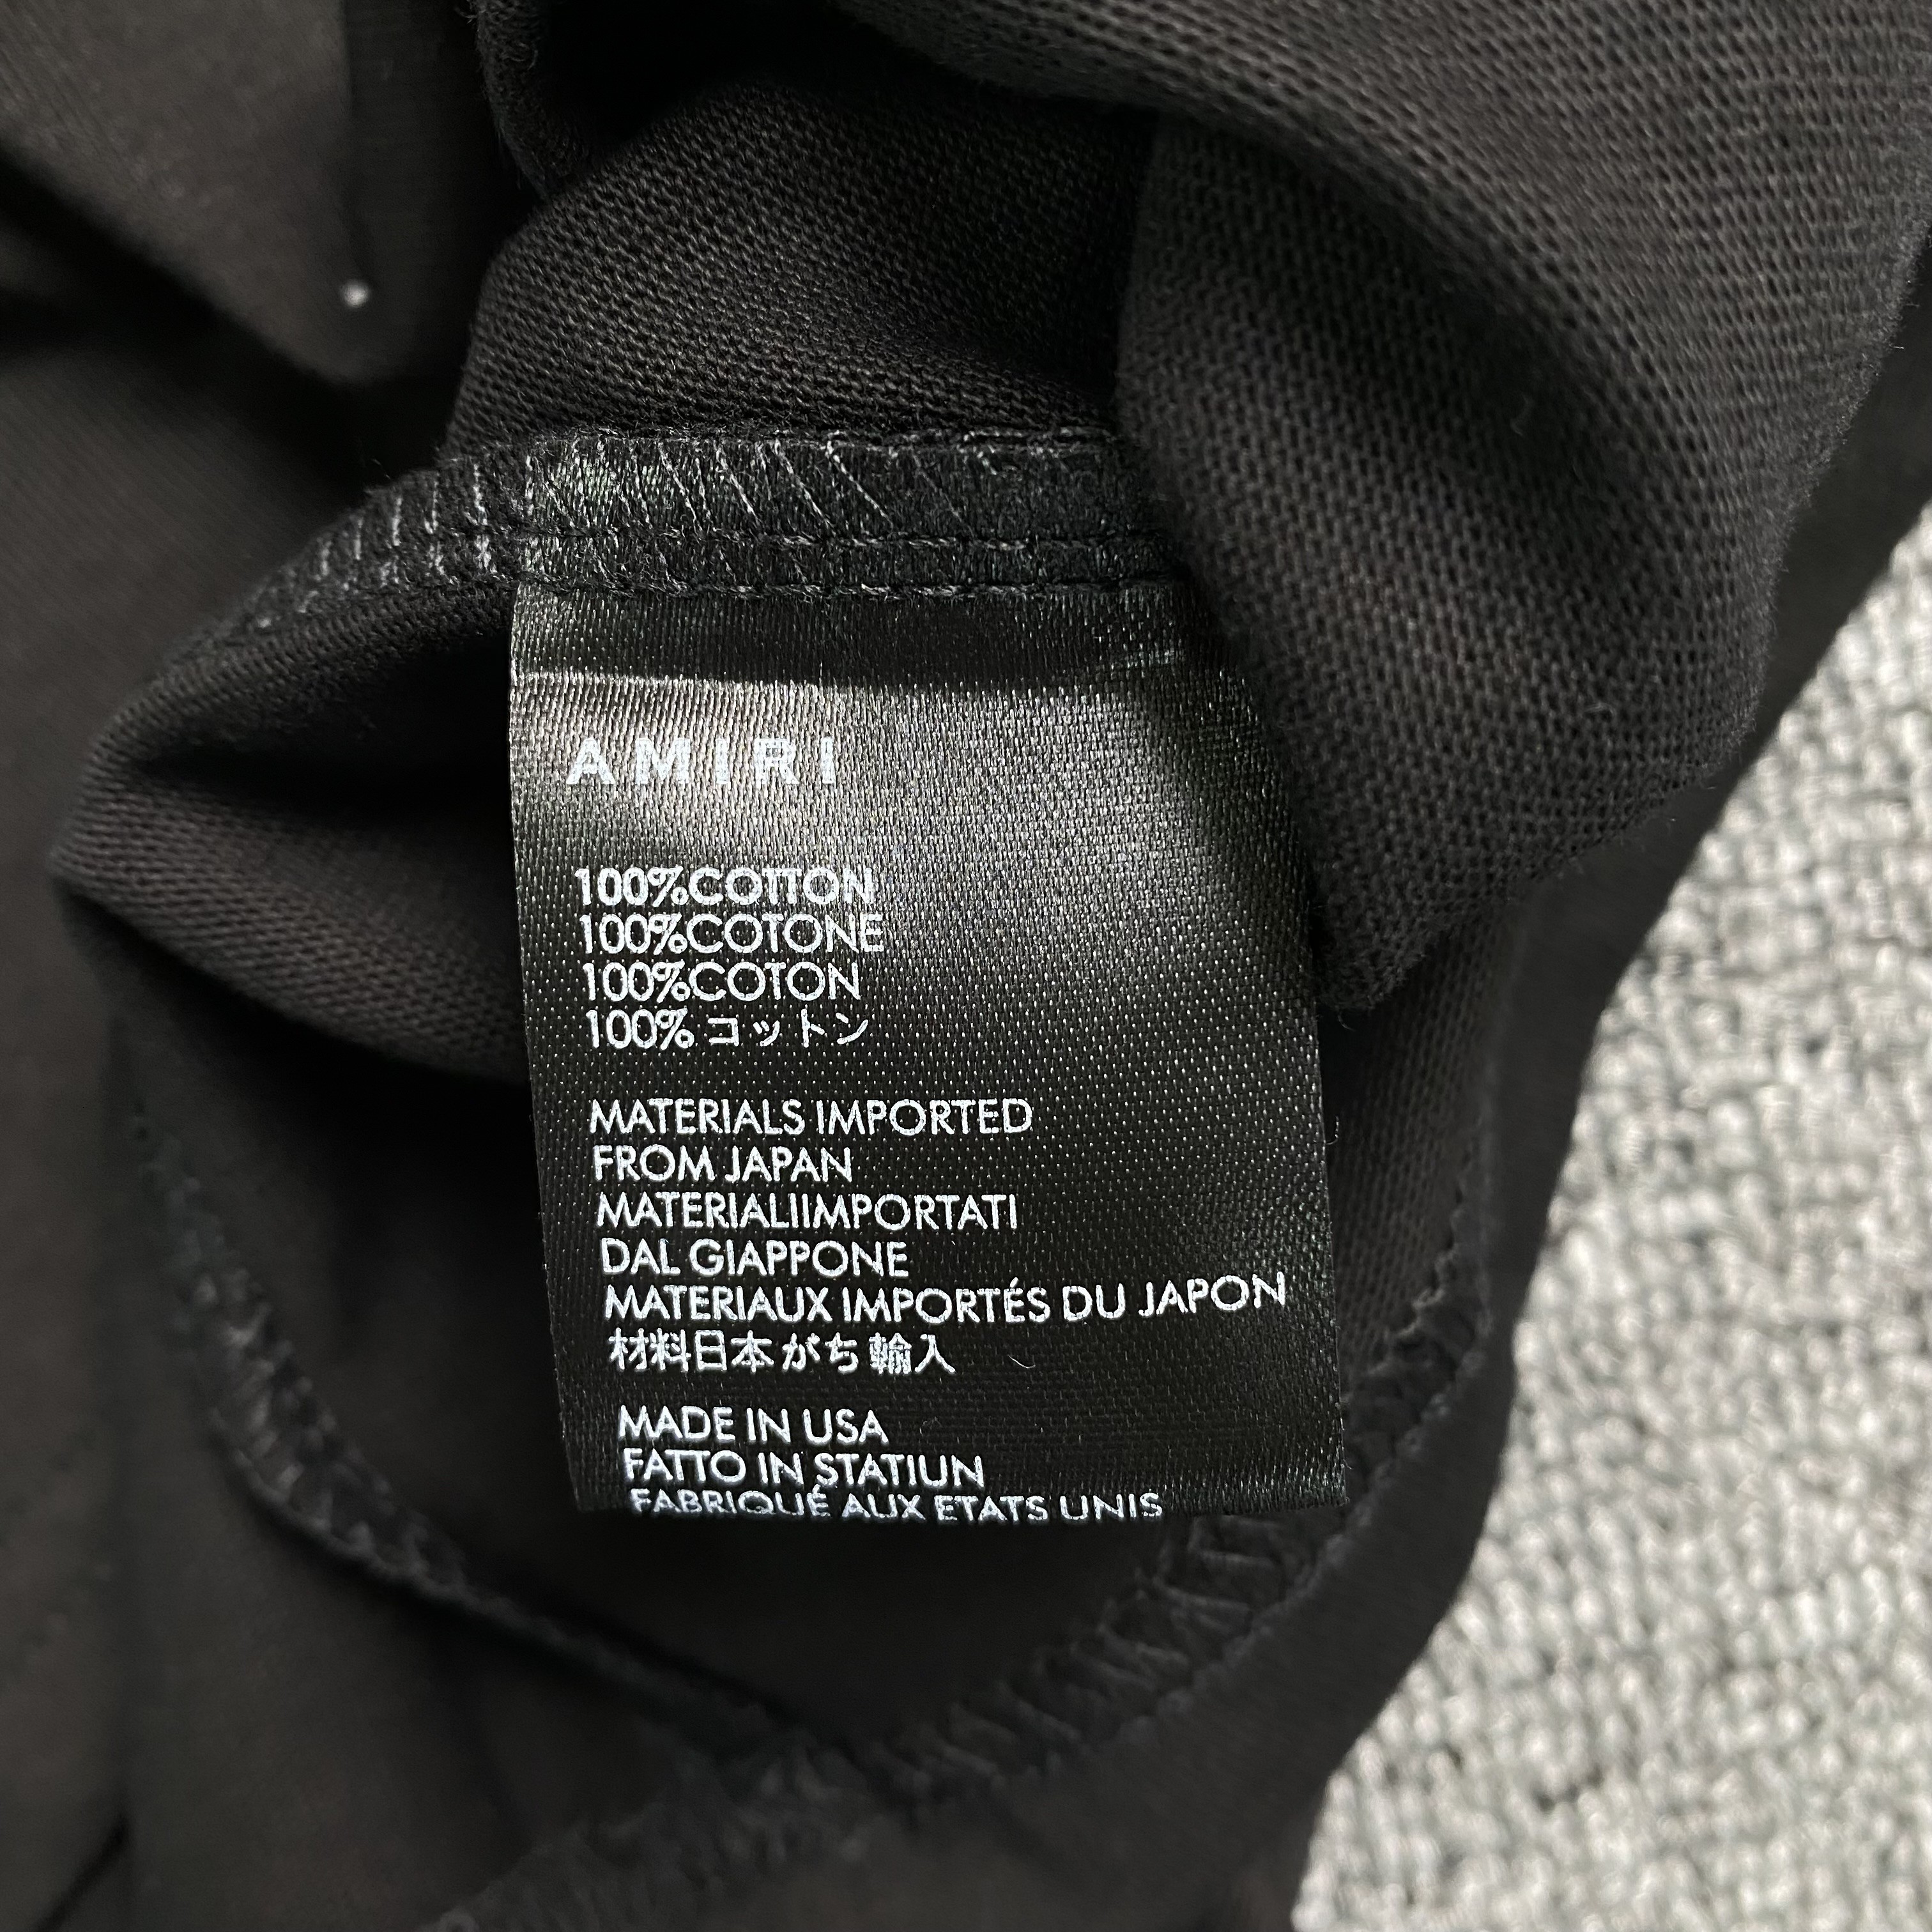 AMIRI
100%COTTON
100%COTONE
100%COTON
100% コットン
MATERIALS IMPORTED
FROM JAPAN
MATERIALIIMPORTATI
DAL GIAPPONE
MATERIAUX IMPORTÉS DU JAPON
材料日本がち輸入
MADE IN USA
FATTO IN STATIUN
FABRIQUÉ AUX ETATS UNIS